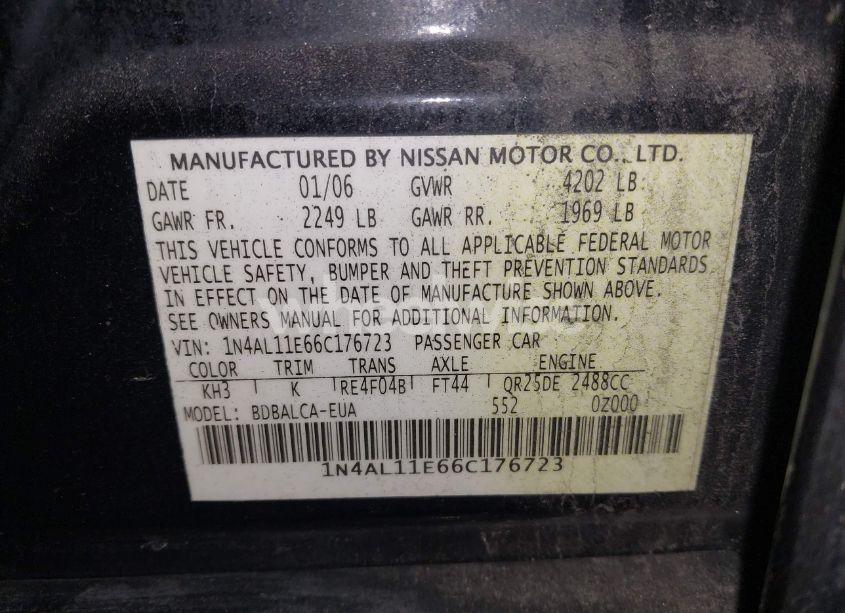 MANUFACTURED BY NISSAN MOTOR CO., LTD.
DATE 01/06 GVWR 4202 LB
GAWR FR. 2249 LB GAWR RR. 1969 LB
THIS VEHICLE CONFORMS TO ALL APPLICABLE FEDERAL MOTOR
VEHICLE SAFETY, BUMPER AND THEFT PREVENTION STANDARDS
IN EFFECT ON THE DATE OF MANUFACTURE SHOWN ABOVE.
SEE OWNERS MANUAL FOR ADDITIONAL INFORMATION.
VIN: 1N4AL11E66C176723 PASSENGER CAR
COLOR TRIM TRANS AXLE ENGINE
KH3 K RE4F04B FT44 QR25DE 2488CC
MODEL: BDBALCA-EUA 552 0Z000
1N4AL11E66C176723